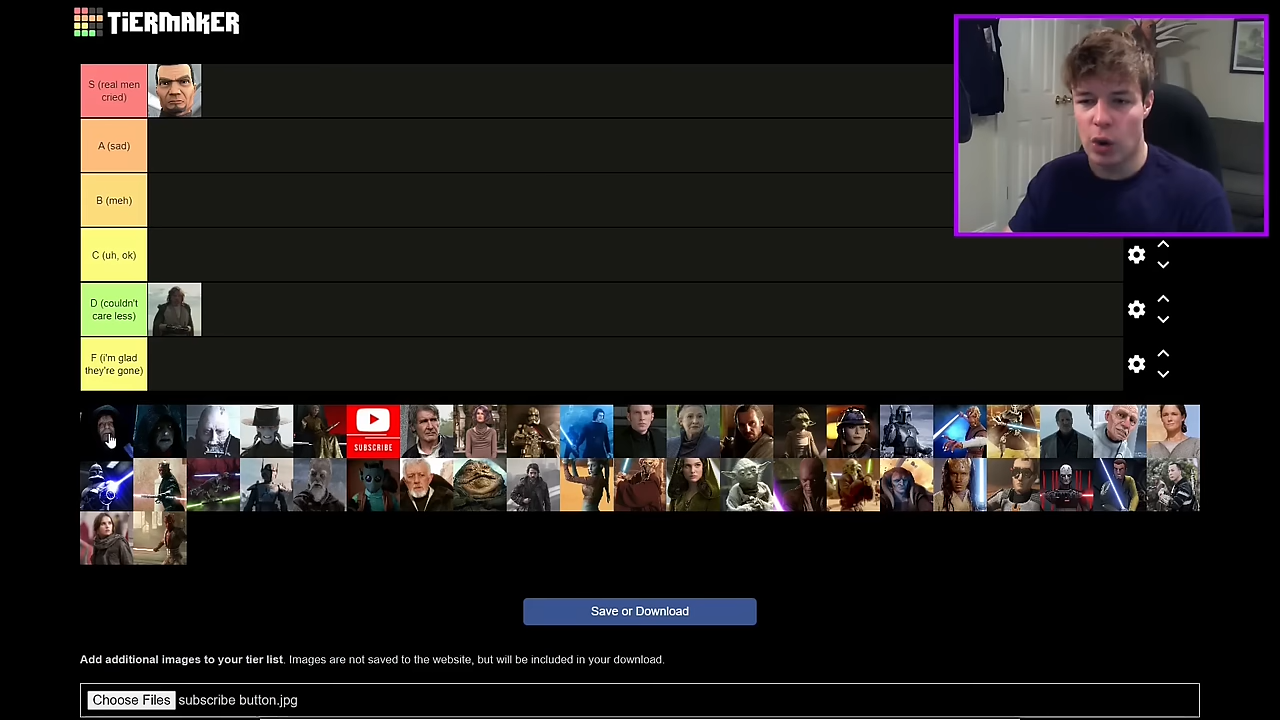 TIERMAKER
S (real men
cried)
A (sad)
B (meh)
C (uh, ok)
D (couldn't
care less)
F (i'm glad
they're gone)
SUBSCRIBE
Save or Download
Add additional images to your tier list. Images are not saved to the website, but will be included in your download.
Choose Files subscribe button.jpg